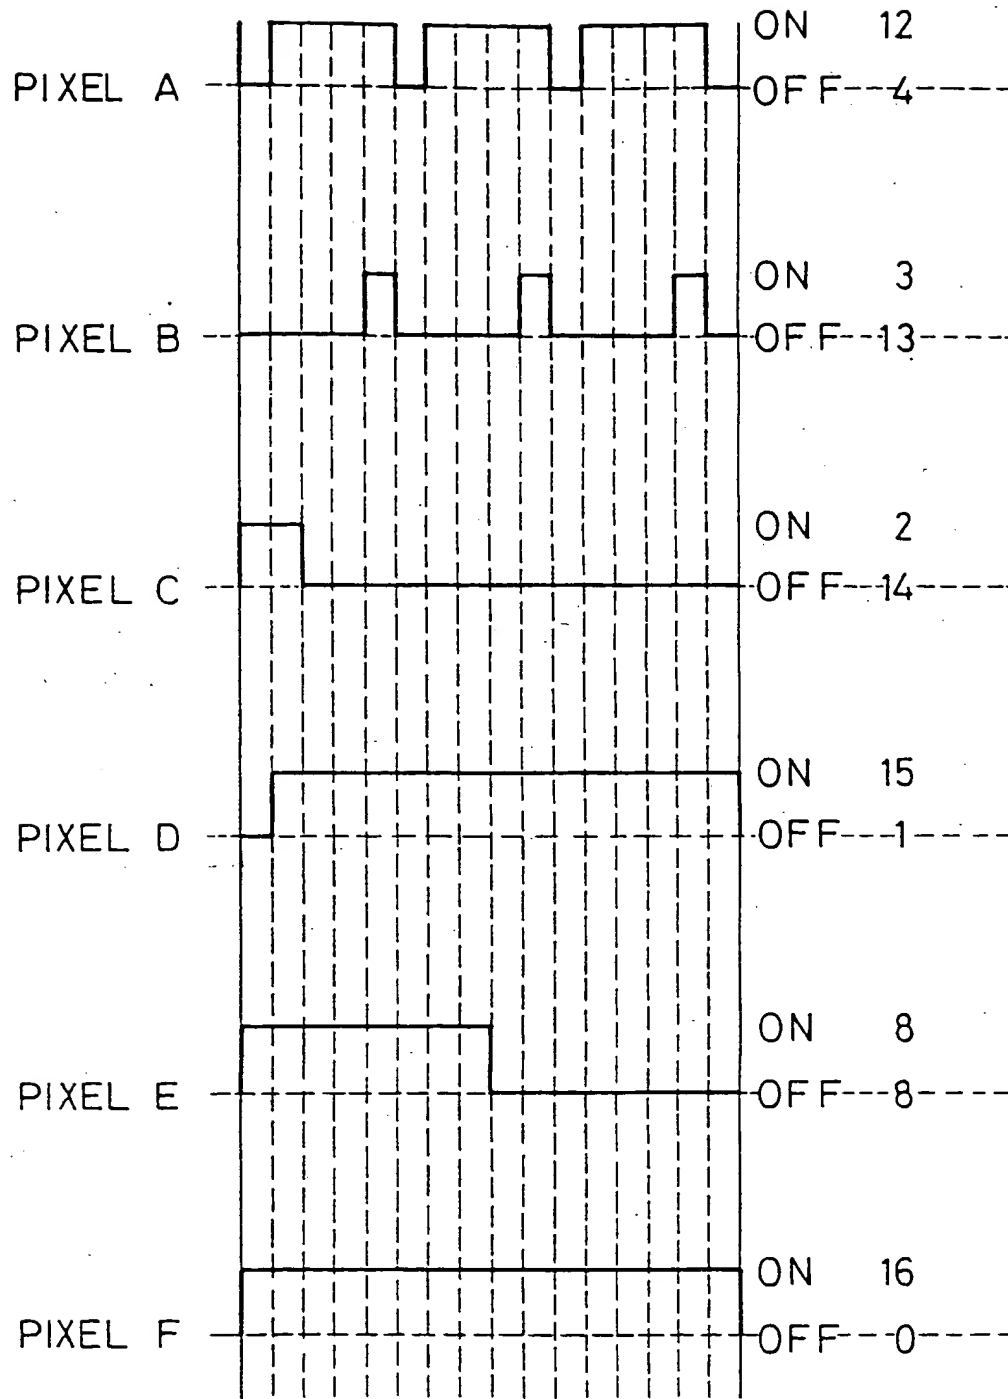 ON 12
PIXEL A OFF 4
ON 3
PIXEL B OFF 13
ON 2
PIXEL C OFF 14
ON 15
PIXEL D OFF 1
ON 8
PIXEL E OFF 8
ON 16
PIXEL F OFF 0